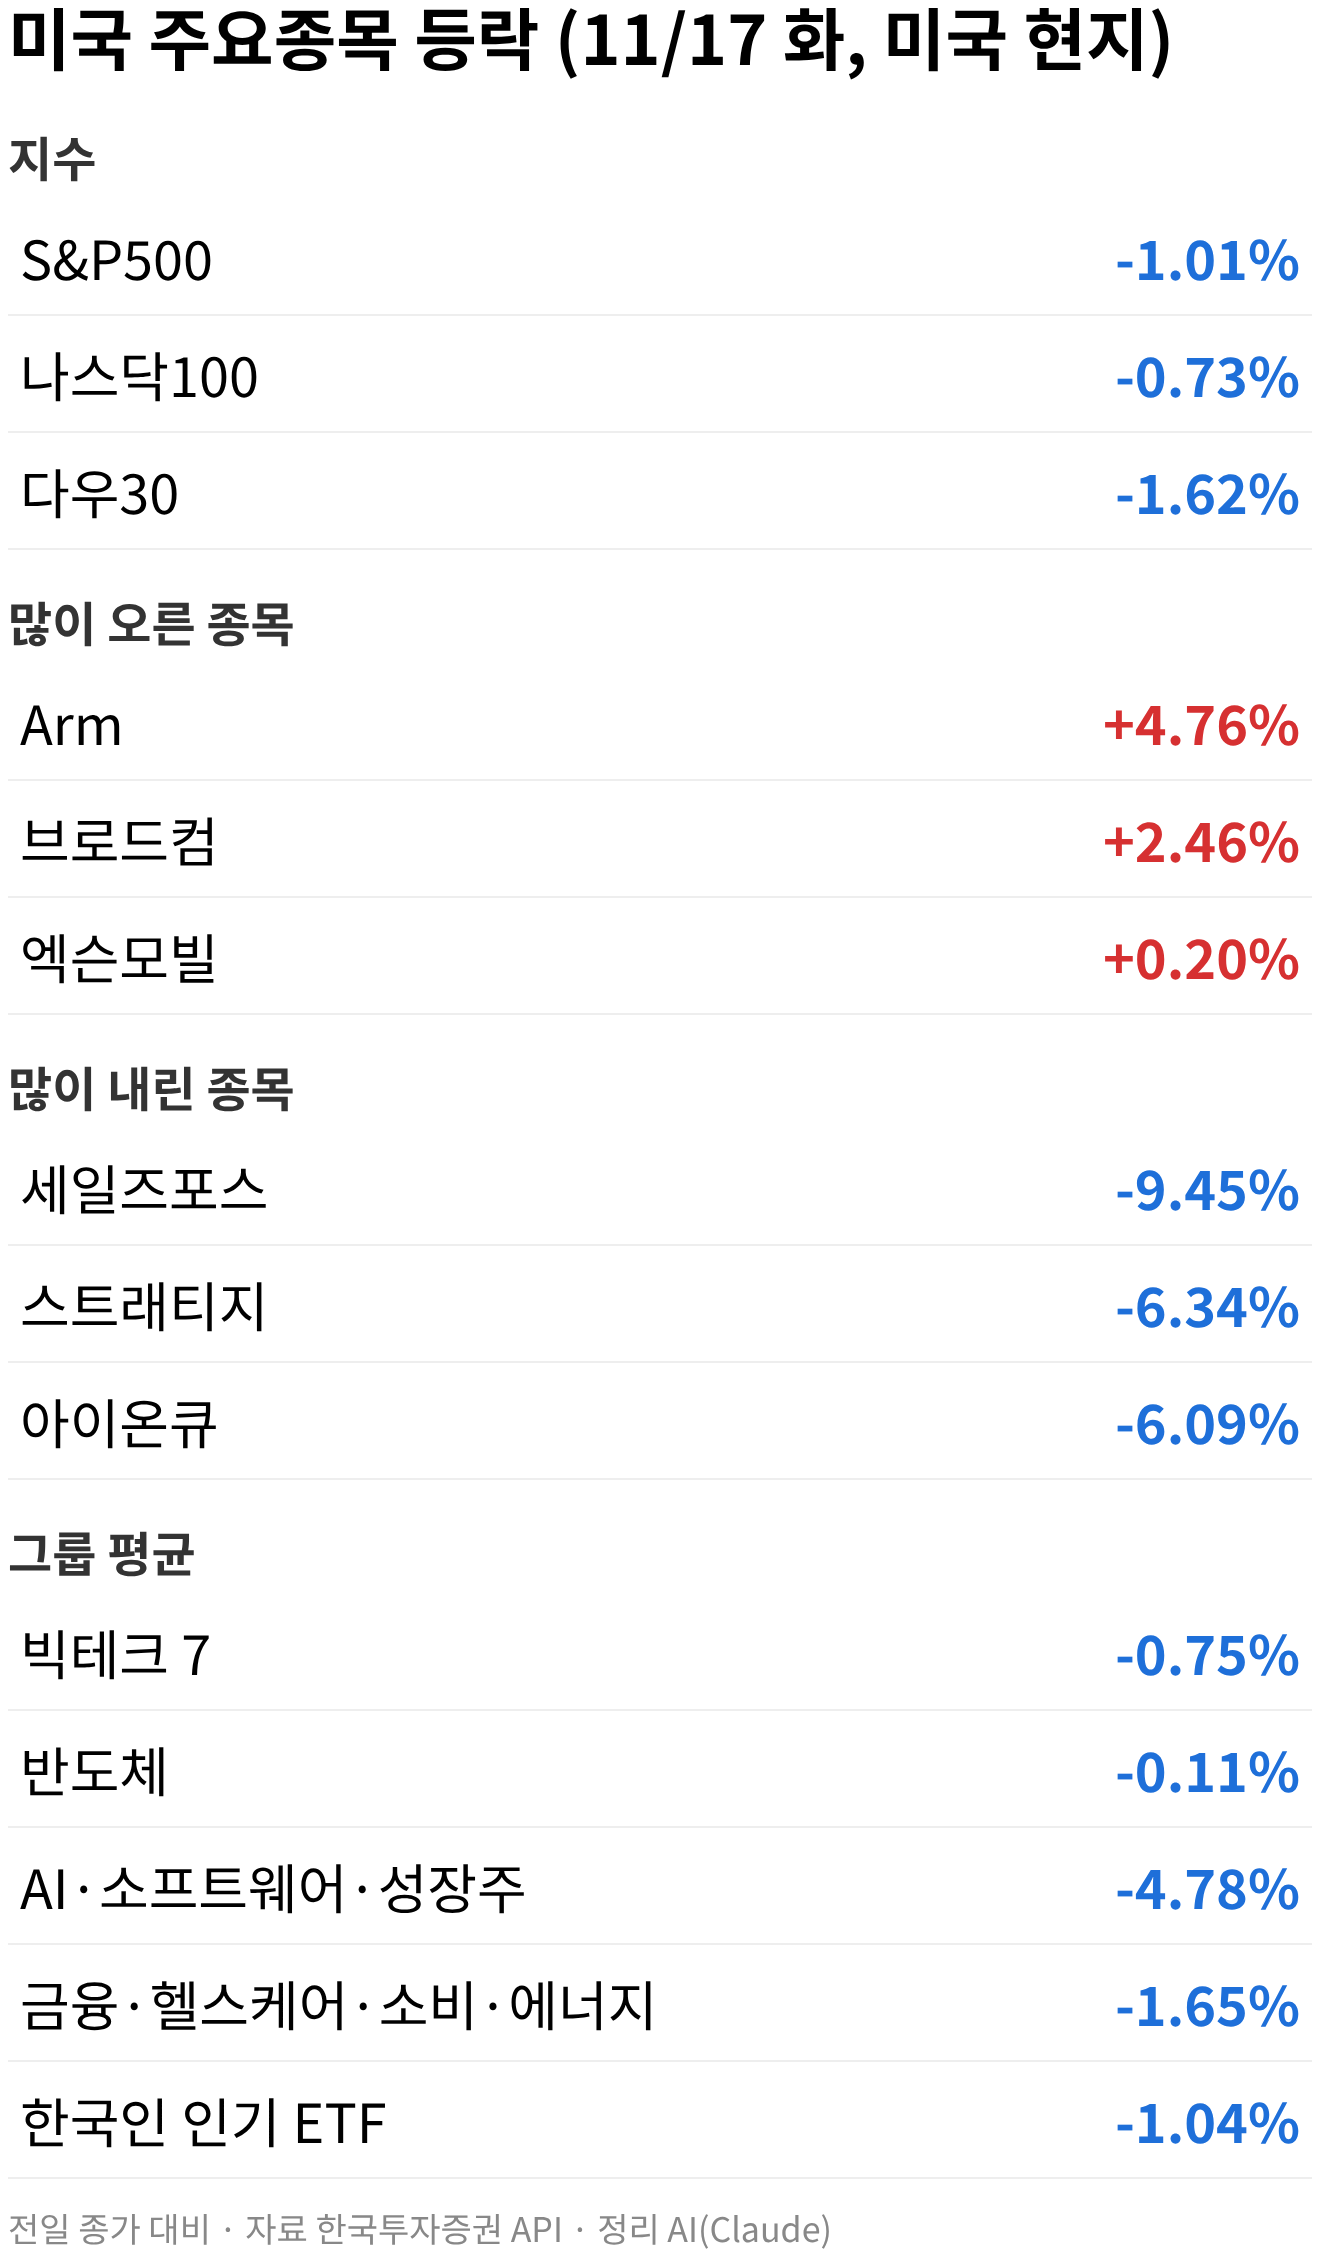 미국 주요종목 등락 (11/17 화, 미국 현지)
지수
S&P500 -1.01%
나스닥100 -0.73%
다우30 -1.62%
많이 오른 종목
Arm +4.76%
브로드컴 +2.46%
엑슨모빌 +0.20%
많이 내린 종목
세일즈포스 -9.45%
스트래티지 -6.34%
아이온큐 -6.09%
그룹 평균
빅테크 7 -0.75%
반도체 -0.11%
AI·소프트웨어·성장주 -4.78%
금융·헬스케어·소비·에너지 -1.65%
한국인 인기 ETF -1.04%
전일 종가 대비 · 자료 한국투자증권 API · 정리 AI(Claude)